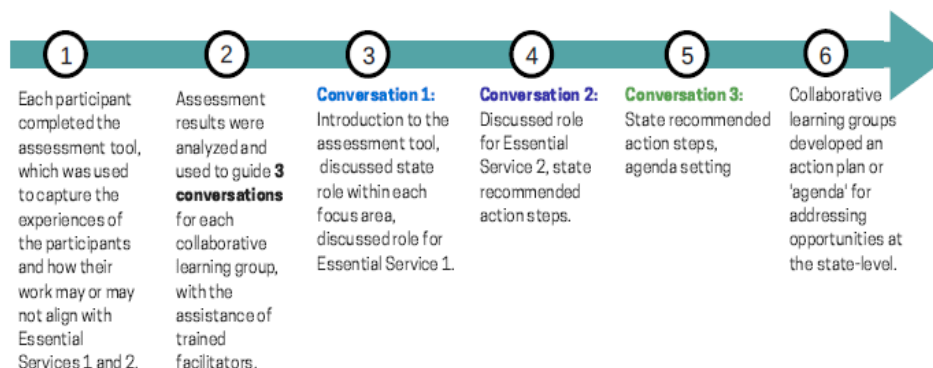 1
Each participant
completed the
assessment tool,
which was used
to capture the
experiences of
the participants
and how their
work may or may
not align with
Essential
Services 1 and 2.
2
Assessment
results were
analyzed and
used to guide 3
conversations
for each
collaborative
learning group,
with the
assistance of
trained
facilitators.
3
Conversation 1:
Introduction to the
assessment tool,
discussed state
role within each
focus area,
discussed role for
Essential Service 1.
4
Conversation 2:
Discussed role
for Essential
Service 2, state
recommended
action steps.
5
Conversation 3:
State recommended
action steps,
agenda setting
6
Collaborative
learning groups
developed an
action plan or
'agenda' for
addressing
opportunities at
the state-level.